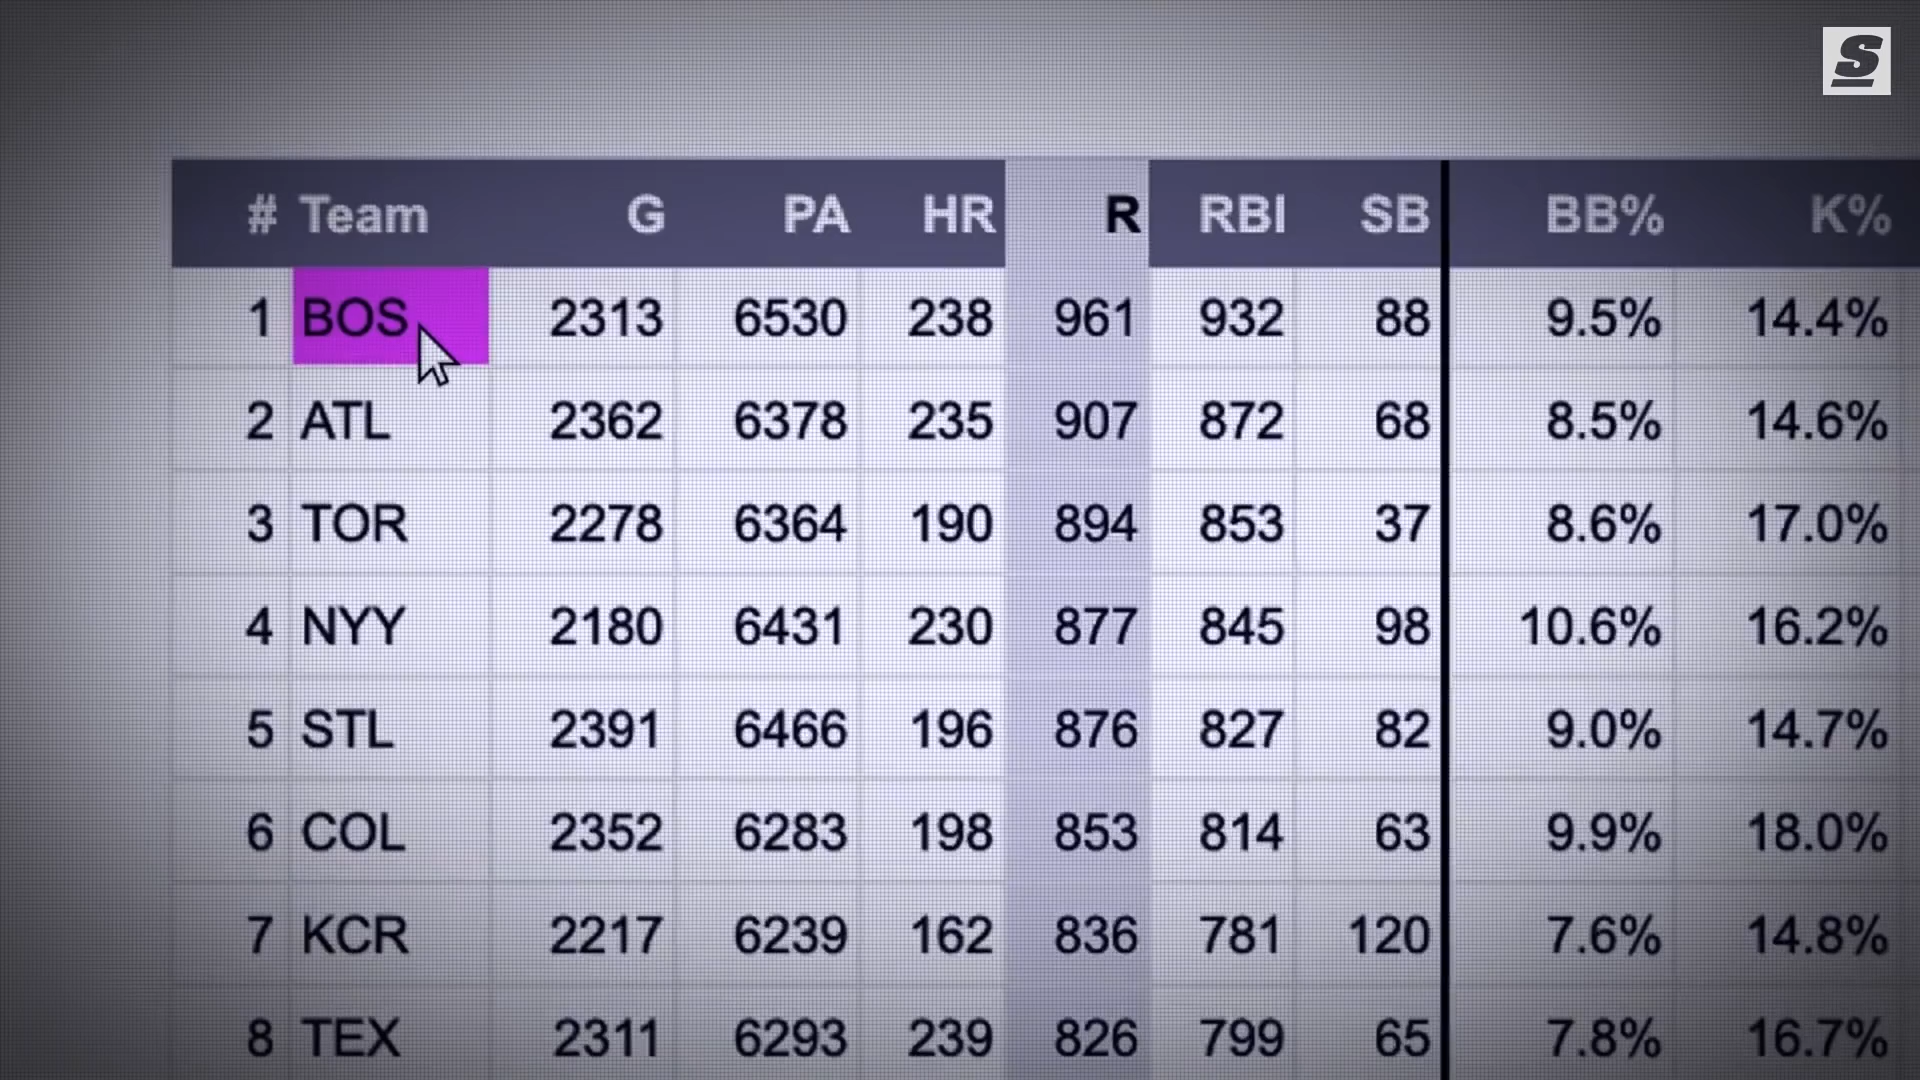 S
# Team G PA HR R RBI SB BB% K%
1 BOS 2313 6530 238 961 932 88 9.5% 14.4%
2 ATL 2362 6378 235 907 872 68 8.5% 14.6%
3 TOR 2278 6364 190 894 853 37 8.6% 17.0%
4 NYY 2180 6431 230 877 845 98 10.6% 16.2%
5 STL 2391 6466 196 876 827 82 9.0% 14.7%
6 COL 2352 6283 198 853 814 63 9.9% 18.0%
7 KCR 2217 6239 162 836 781 120 7.6% 14.8%
8 TEX 2311 6293 239 826 799 65 7.8% 16.7%